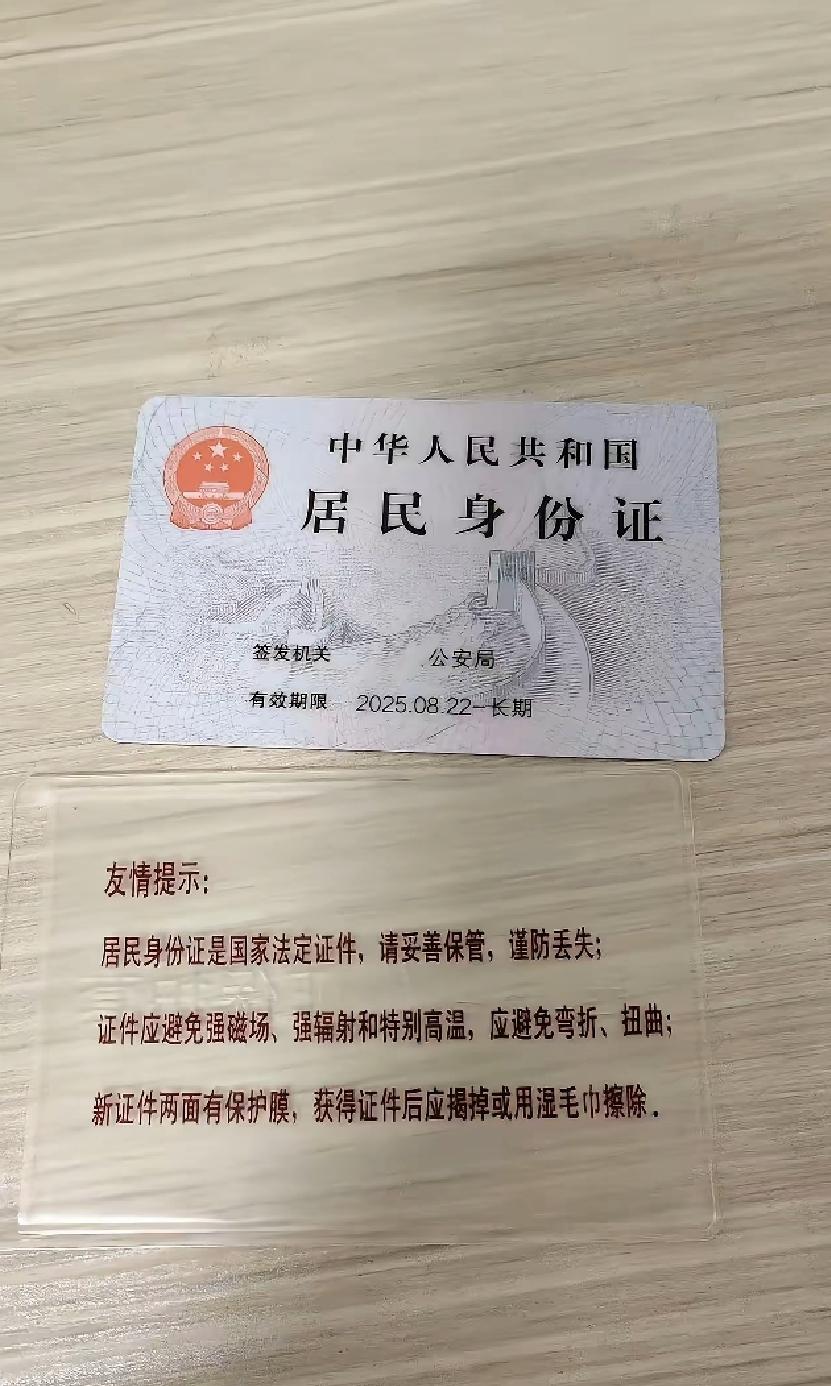 中华人民共和国
居民身份证
签发机关 公安局
有效期限 2025.08.22-长期
友情提示:
居民身份证是国家法定证件，请妥善保管，谨防丢失;
证件应避免强磁场、强辐射和特别高温，应避免弯折、扭曲;
新证件两面有保护膜，获得证件后应揭掉或用湿毛巾擦除.